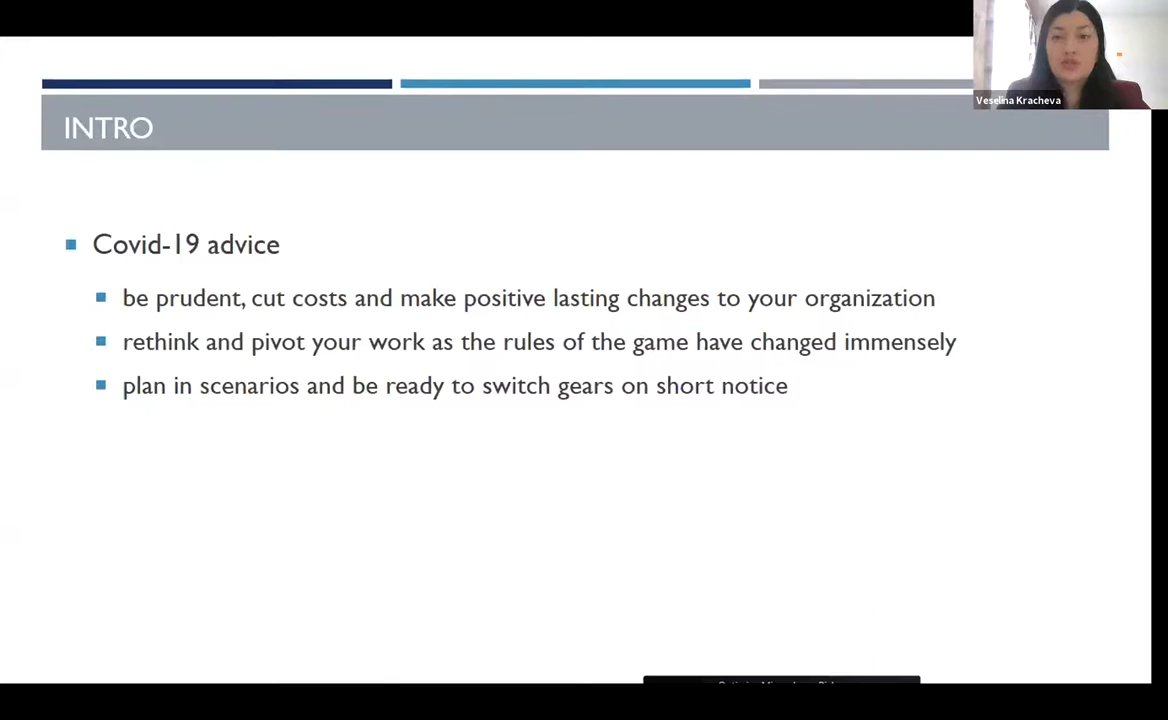 Veselina Kracheva
INTRO
Covid-19 advice
be prudent, cut costs and make positive lasting changes to your organization
rethink and pivot your work as the rules of the game have changed immensely
plan in scenarios and be ready to switch gears on short notice